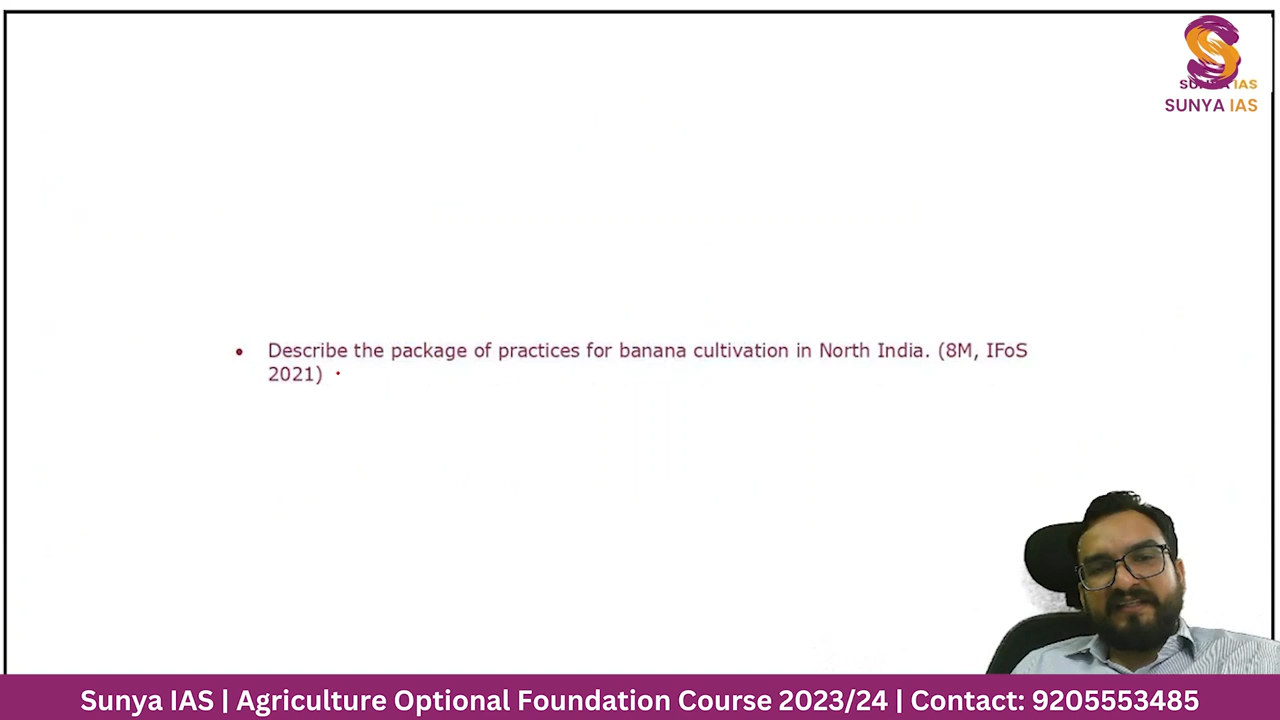 SUNYA IAS
SUNYA IAS
• Describe the package of practices for banana cultivation in North India. (8M, IFoS
2021)
Sunya IAS | Agriculture Optional Foundation Course 2023/24 | Contact: 9205553485